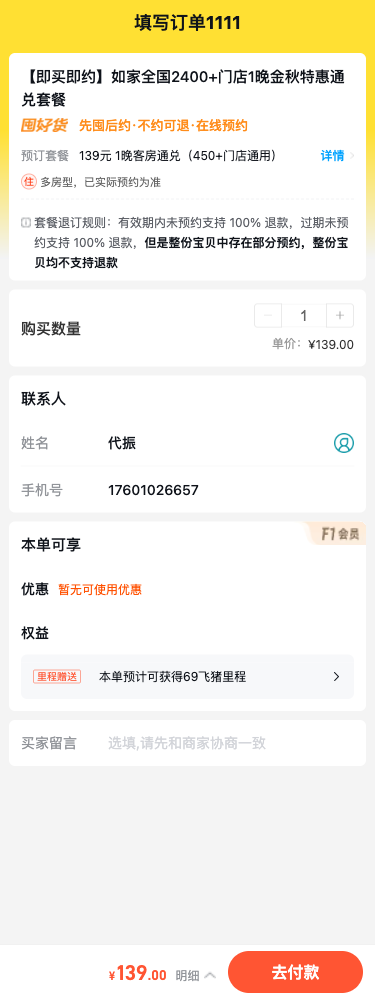 填写订单1111
【即买即约】如家全国2400+门店1晚金秋特惠通
兑套餐
囤好货 先囤后约·不约可退·在线预约
预订套餐 139元 1晚客房通兑（450+门店通用） 详情
住 多房型，已实际预约为准
套餐退订规则：有效期内未预约支持 100% 退款，过期未预
约支持 100% 退款，但是整份宝贝中存在部分预约，整份宝
贝均不支持退款
购买数量 − 1 +
单价： ¥139.00
联系人
姓名 代振
手机号 17601026657
本单可享 F1会员
优惠 暂无可使用优惠
权益
里程赠送 本单预计可获得69飞猪里程
买家留言 选填,请先和商家协商一致
¥139.00 明细 去付款